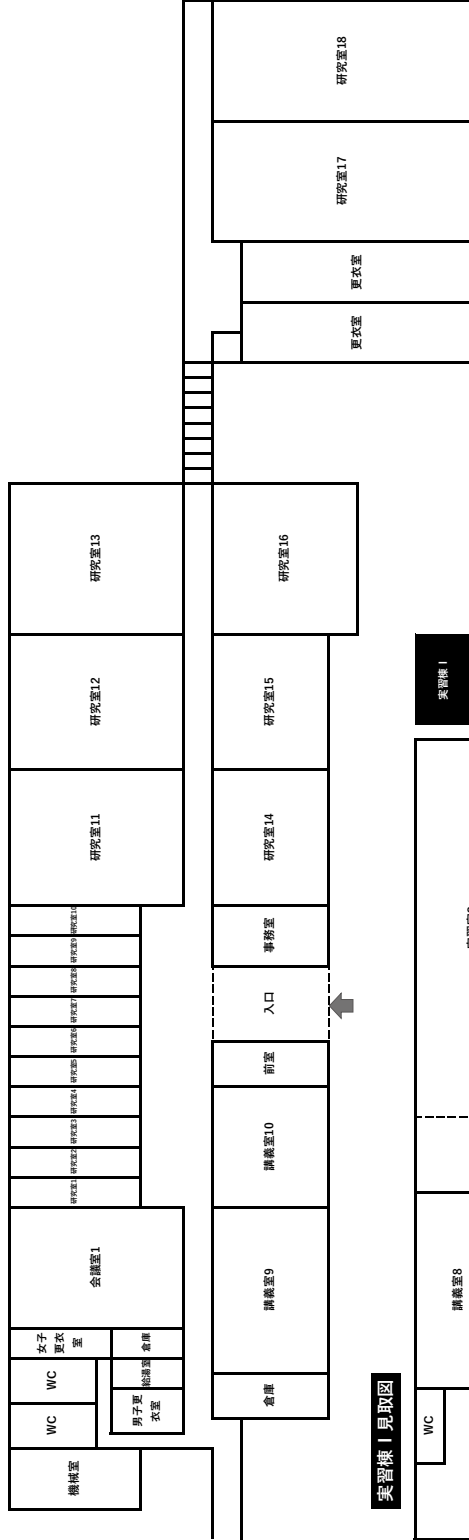 研究室18
研究室17
更衣室
更衣室
研究室13
研究室16
研究室12
研究室15
実習棟Ⅰ
研究室11
研究室14
研究室10
事務室
研究室9
研究室8
入口
研究室7
研究室6
研究室5
前室
研究室4
研究室3
講義室10
研究室2
研究室1
会議室1
講義室9
講義室8
女子
更衣
室
倉庫
WC
給湯室
倉庫
WC
男子更
衣室
WC
機械室
実習棟Ⅰ見取図